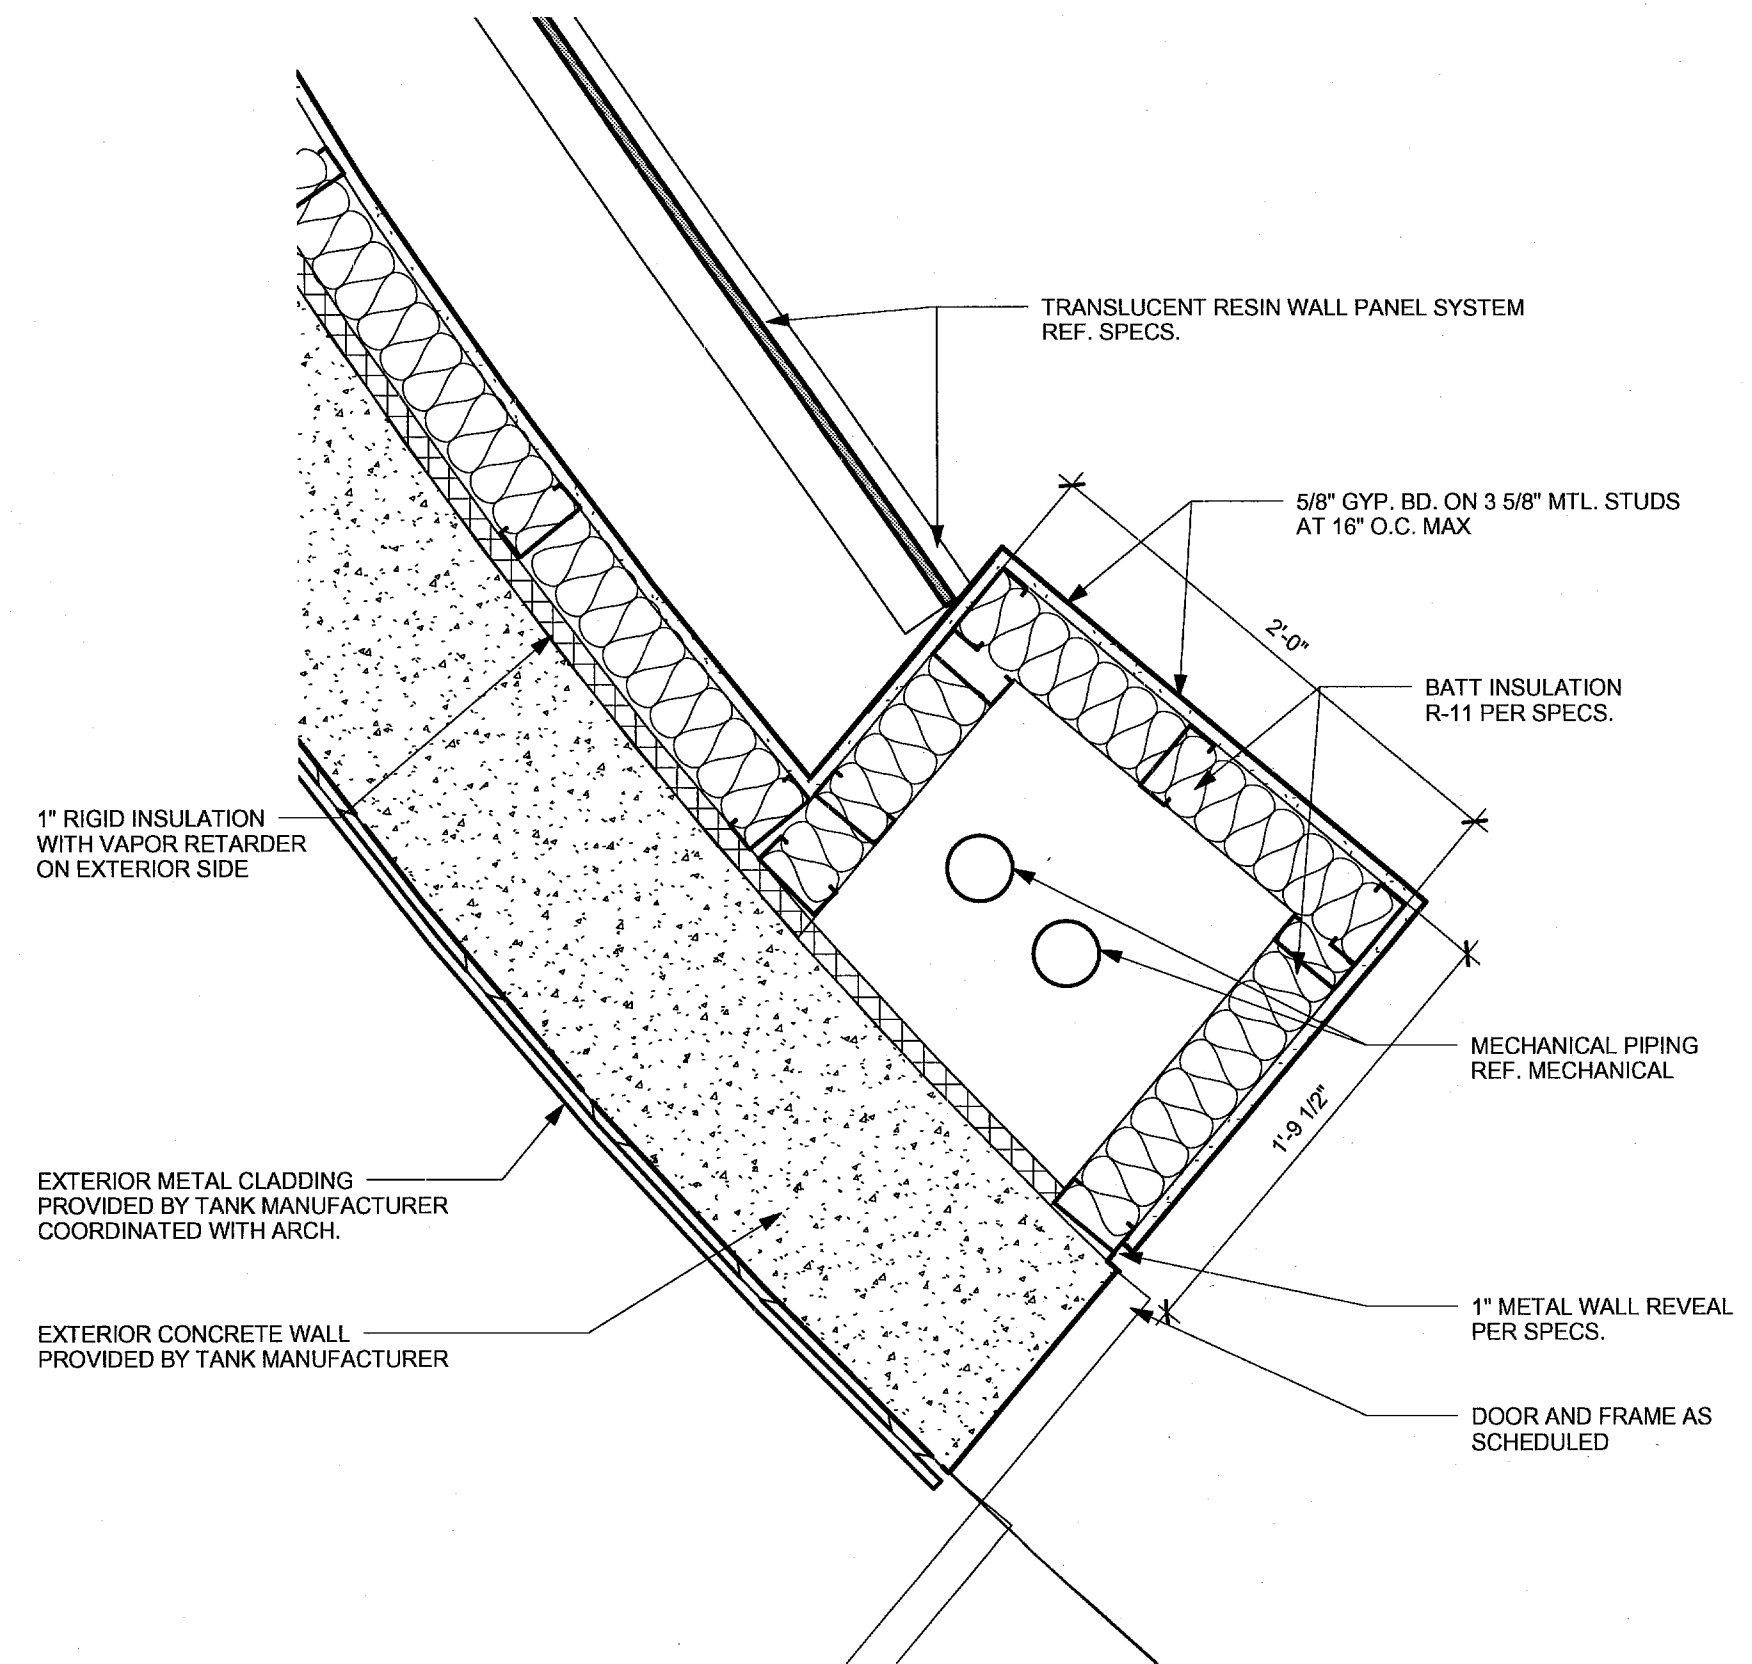 TRANSLUCENT RESIN WALL PANEL SYSTEM
REF. SPECS.
5/8" GYP. BD. ON 3 5/8" MTL. STUDS
AT 16" O.C. MAX
2'-0"
BATT INSULATION
R-11 PER SPECS.
1" RIGID INSULATION
WITH VAPOR RETARDER
ON EXTERIOR SIDE
MECHANICAL PIPING
REF. MECHANICAL
1'-9 1/2"
EXTERIOR METAL CLADDING
PROVIDED BY TANK MANUFACTURER
COORDINATED WITH ARCH.
1" METAL WALL REVEAL
PER SPECS.
EXTERIOR CONCRETE WALL
PROVIDED BY TANK MANUFACTURER
DOOR AND FRAME AS
SCHEDULED